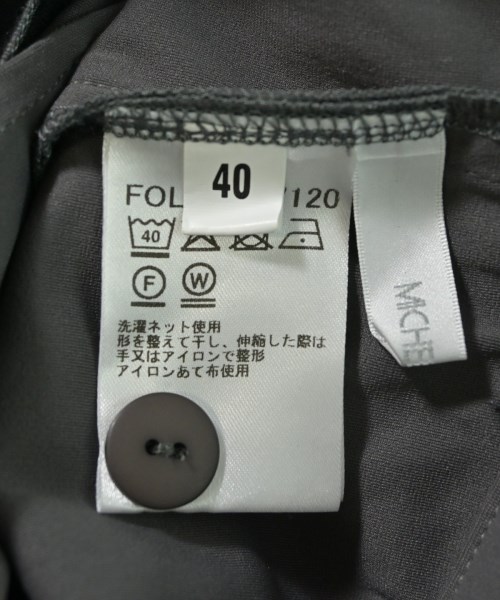 40
FOL /120
40
F W
洗濯ネット使用
形を整えて干し、伸縮した際は
手又はアイロンで整形
アイロンあて布使用
MICHE